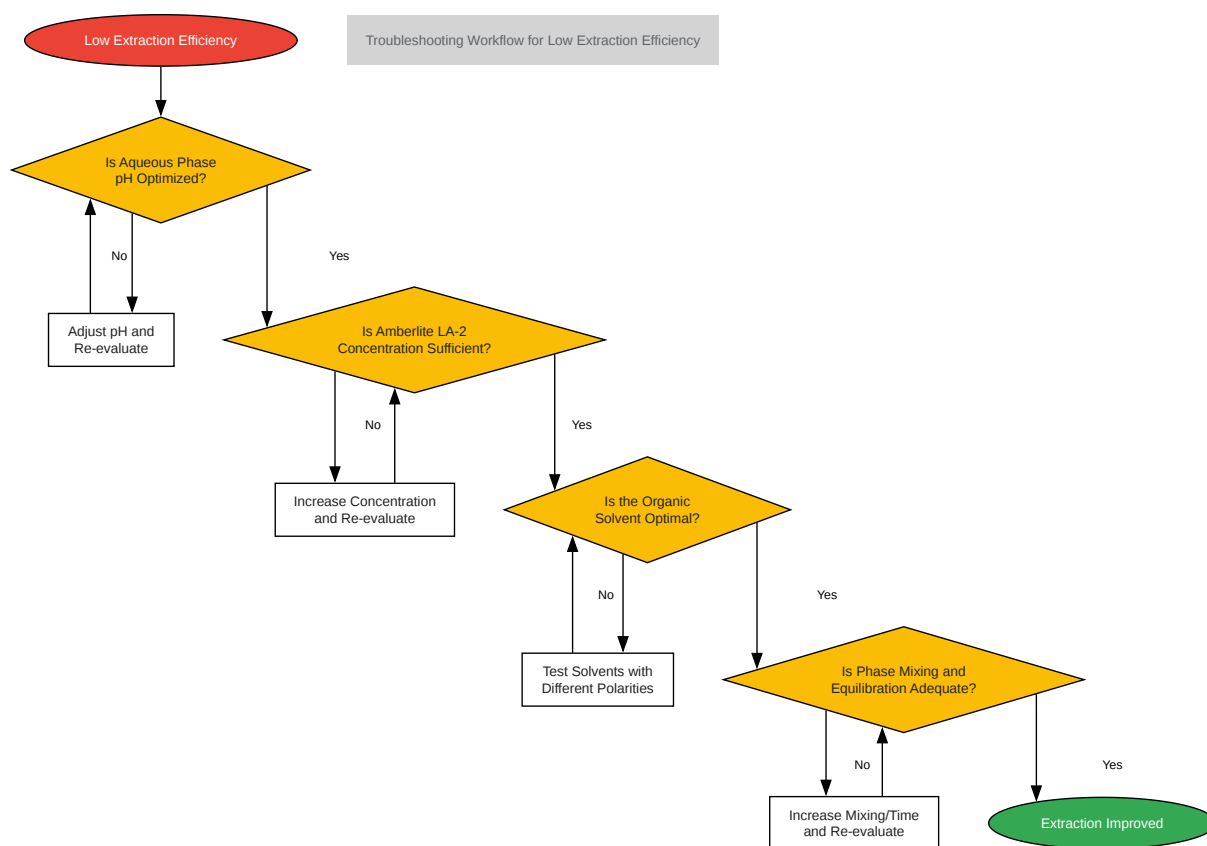 Low Extraction Efficiency
Troubleshooting Workflow for Low Extraction Efficiency
Is Aqueous Phase
pH Optimized?
No
Yes
Adjust pH and
Re-evaluate
Is Amberlite LA-2
Concentration Sufficient?
No
Yes
Increase Concentration
and Re-evaluate
Is the Organic
Solvent Optimal?
No
Yes
Test Solvents with
Different Polarities
Is Phase Mixing and
Equilibration Adequate?
No
Yes
Increase Mixing/Time
and Re-evaluate
Extraction Improved